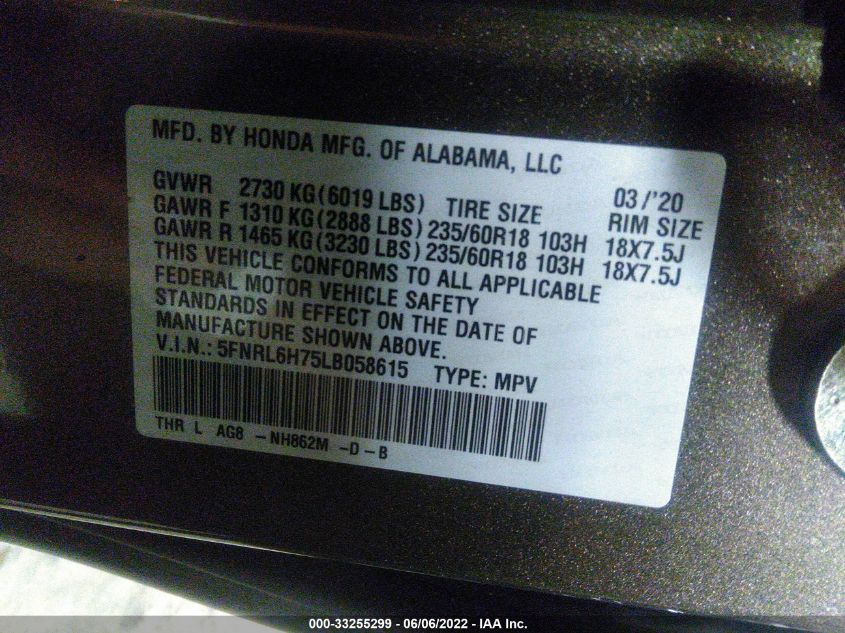 MFD. BY HONDA MFG. OF ALABAMA, LLC
03/'20
GVWR 2730 KG(6019 LBS) TIRE SIZE RIM SIZE
GAWR F 1310 KG(2888 LBS) 235/60R18 103H 18X7.5J
GAWR R 1465 KG(3230 LBS) 235/60R18 103H 18X7.5J
THIS VEHICLE CONFORMS TO ALL APPLICABLE
FEDERAL MOTOR VEHICLE SAFETY
STANDARDS IN EFFECT ON THE DATE OF
MANUFACTURE SHOWN ABOVE.
V.I.N.: 5FNRL6H75LB058615 TYPE: MPV
THR L AG8 -NH862M -D-B
000-33255299 - 06/06/2022 - IAA Inc.